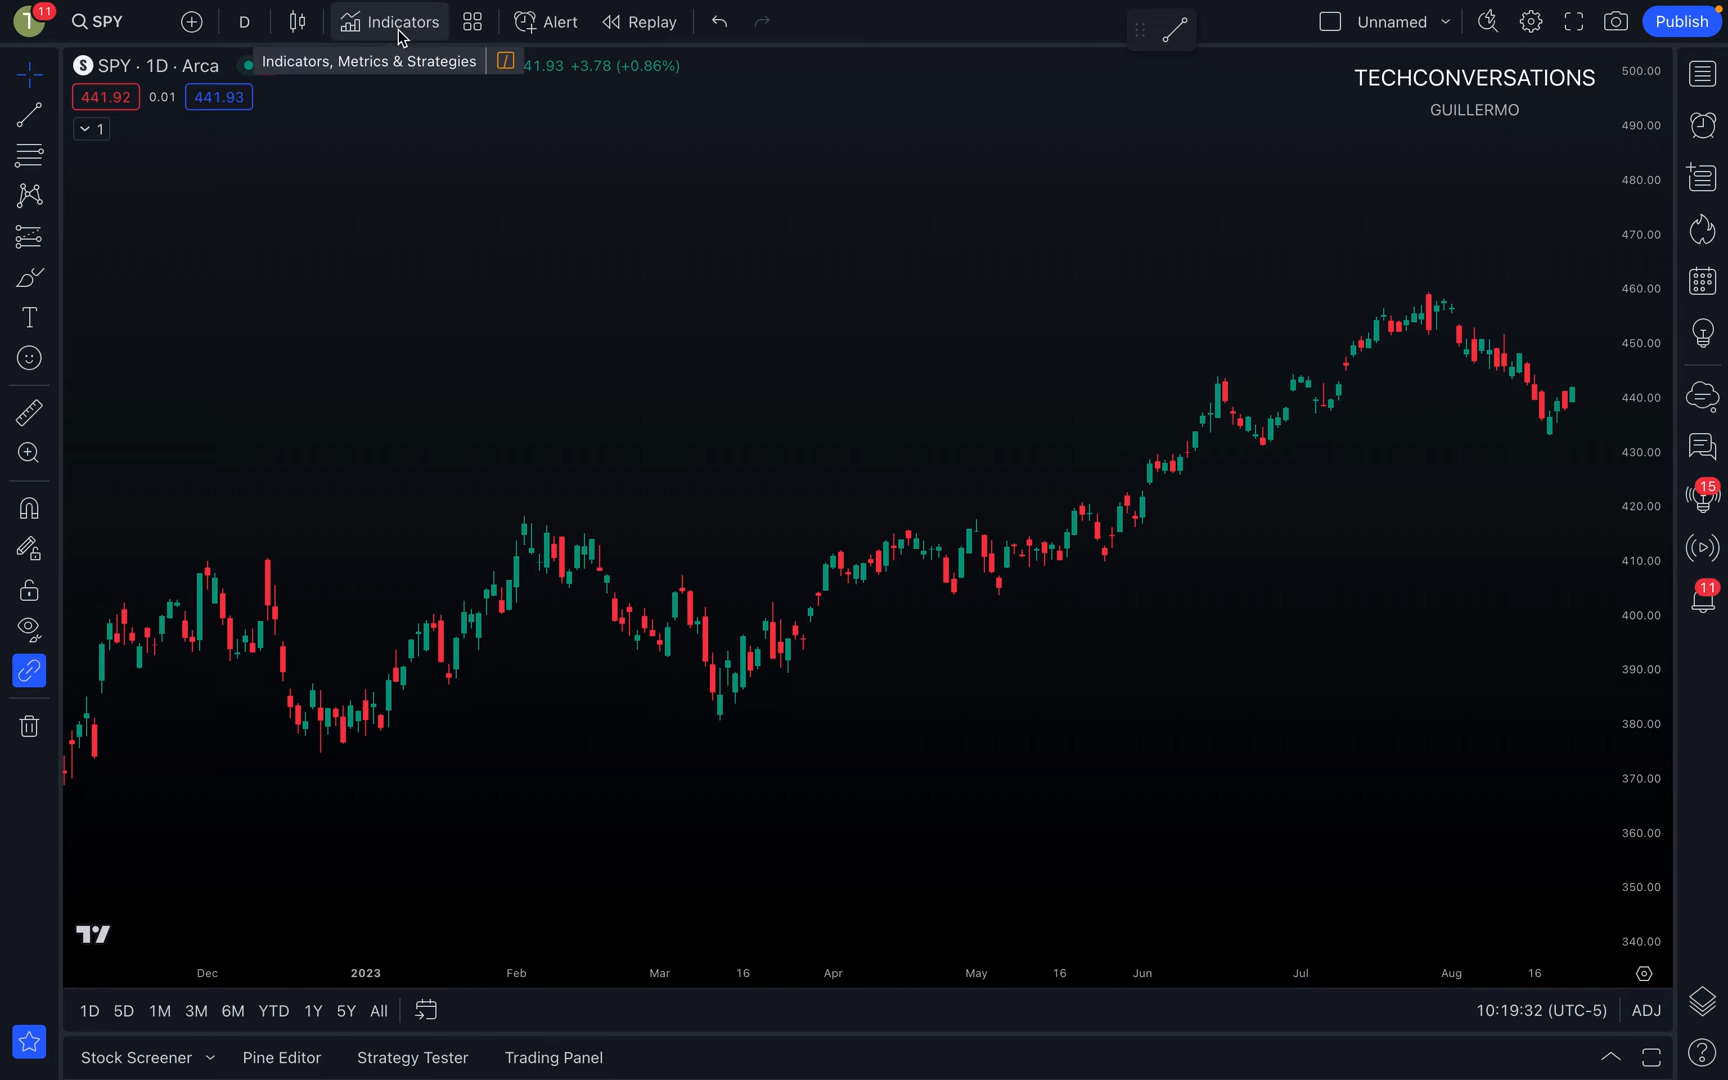 T 11 SPY D Indicators Alert Replay Unnamed Publish
SPY · 1D · Arca Indicators, Metrics & Strategies / 41.93 +3.78 (+0.86%)
441.92 0.01 441.93
1
TECHCONVERSATIONS
GUILLERMO
500.00
490.00
480.00
470.00
460.00
450.00
440.00
430.00
420.00
410.00
400.00
390.00
380.00
370.00
360.00
350.00
340.00
15
11
Dec 2023 Feb Mar 16 Apr May 16 Jun Jul Aug 16
1D 5D 1M 3M 6M YTD 1Y 5Y All 10:19:32 (UTC-5) ADJ
Stock Screener Pine Editor Strategy Tester Trading Panel